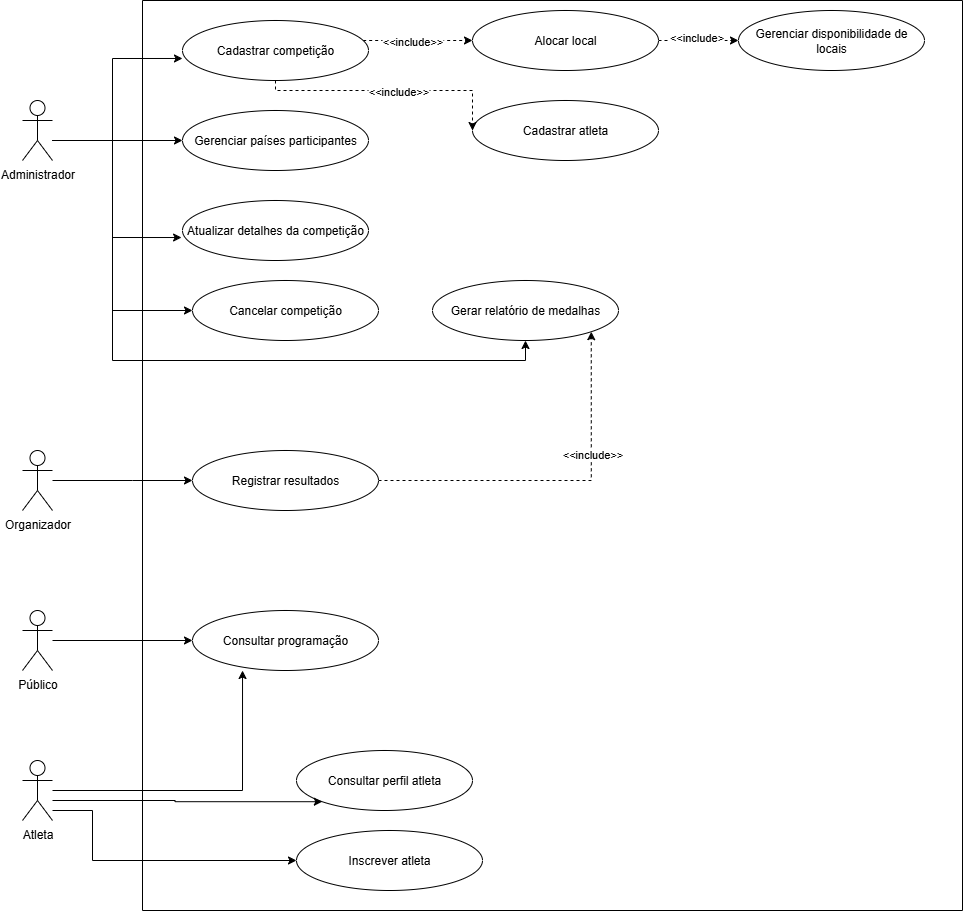 Cadastrar competição
<<include>>
Alocar local
<<include>
Gerenciar disponibilidade de
locais
<<include>>
Cadastrar atleta
Administrador
Gerenciar países participantes
Atualizar detalhes da competição
Cancelar competição
Gerar relatório de medalhas
<<include>>
Organizador
Registrar resultados
Público
Consultar programação
Atleta
Consultar perfil atleta
Inscrever atleta